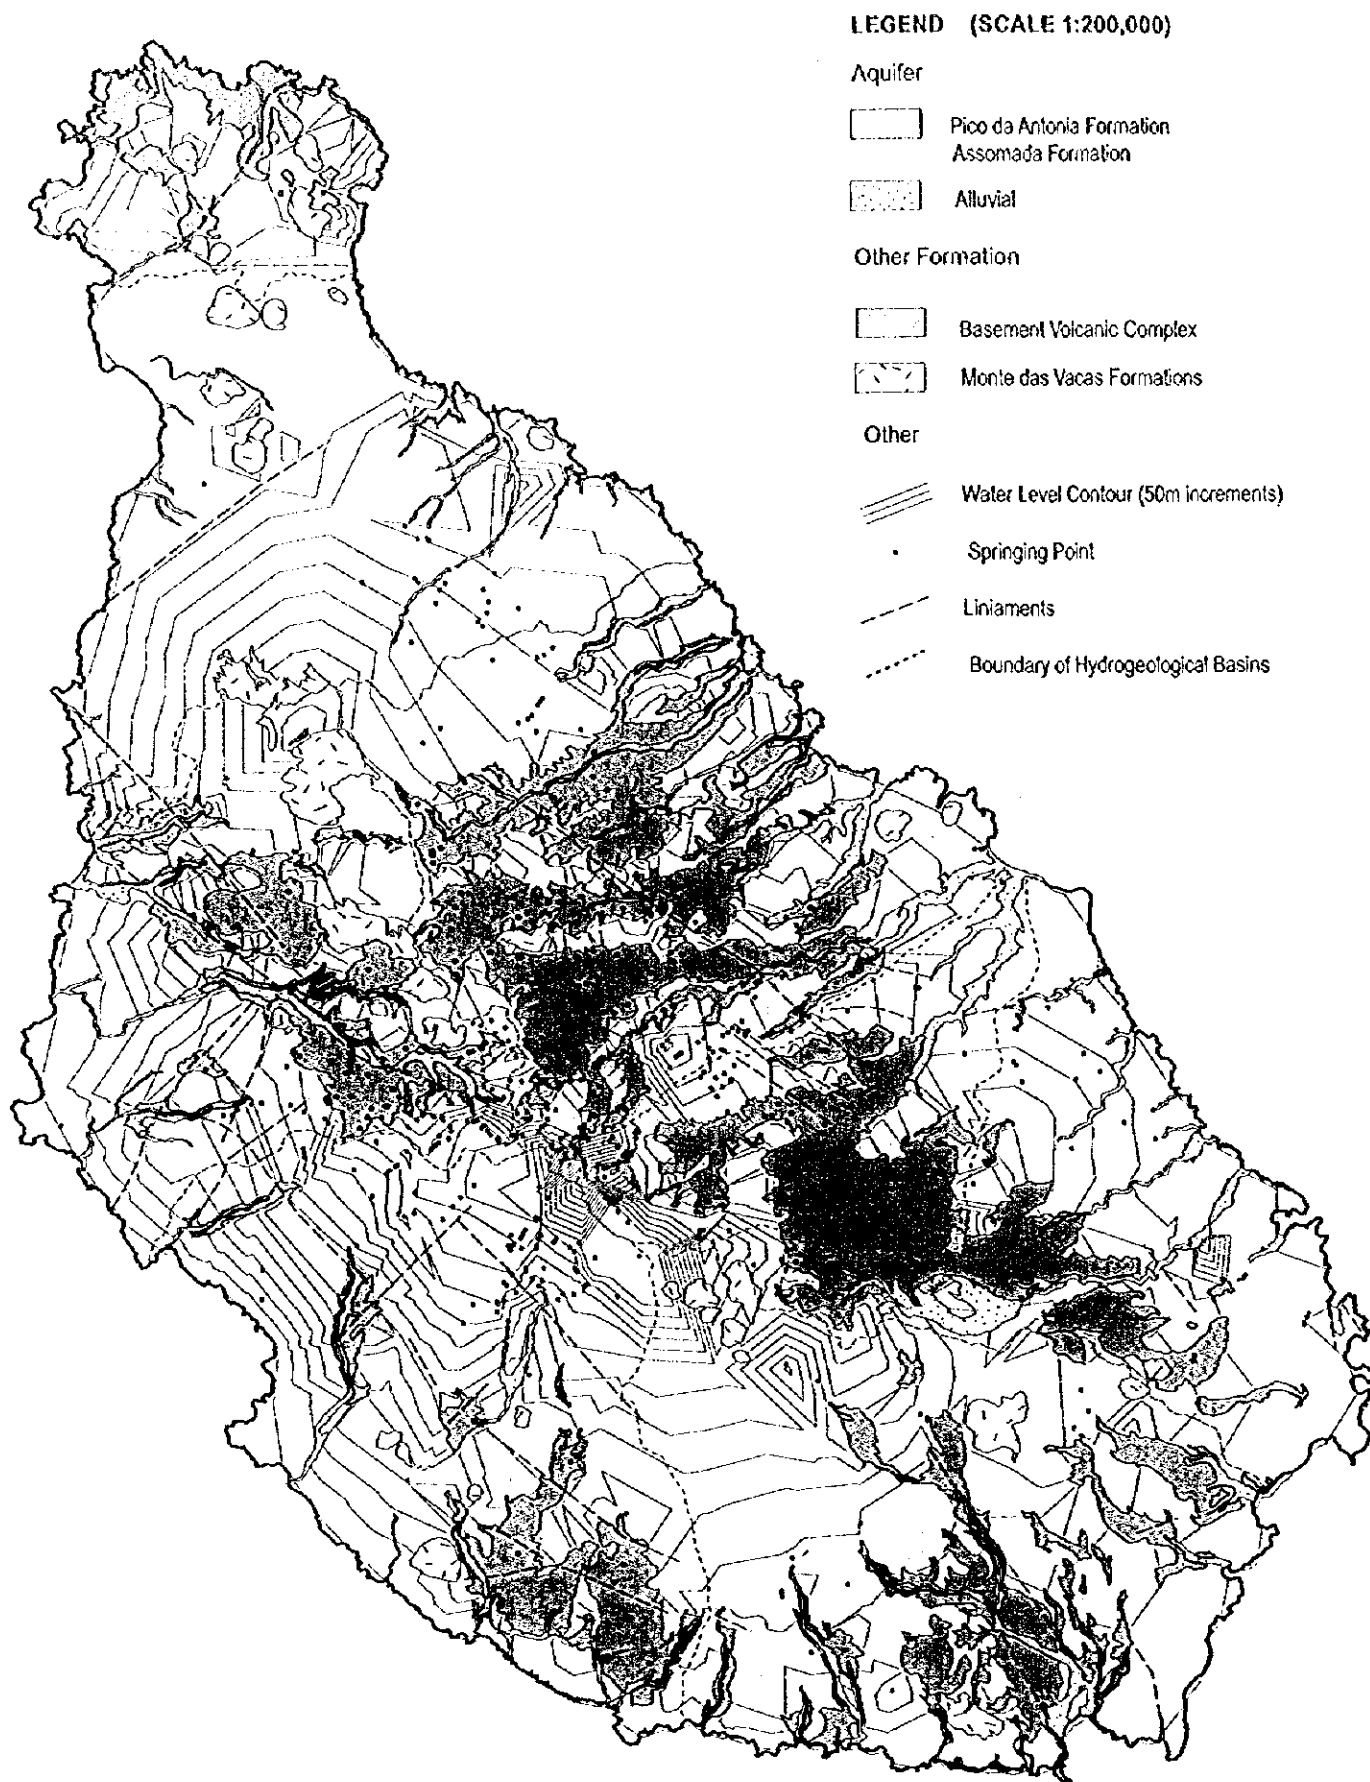 LEGEND (SCALE 1:200,000)
Aquifer
Pico da Antonia Formation
Assomada Formation
Alluvial
Other Formation
Basement Volcanic Complex
Monte das Vacas Formations
Other
Water Level Contour (50m increments)
Springing Point
Liniaments
Boundary of Hydrogeological Basins